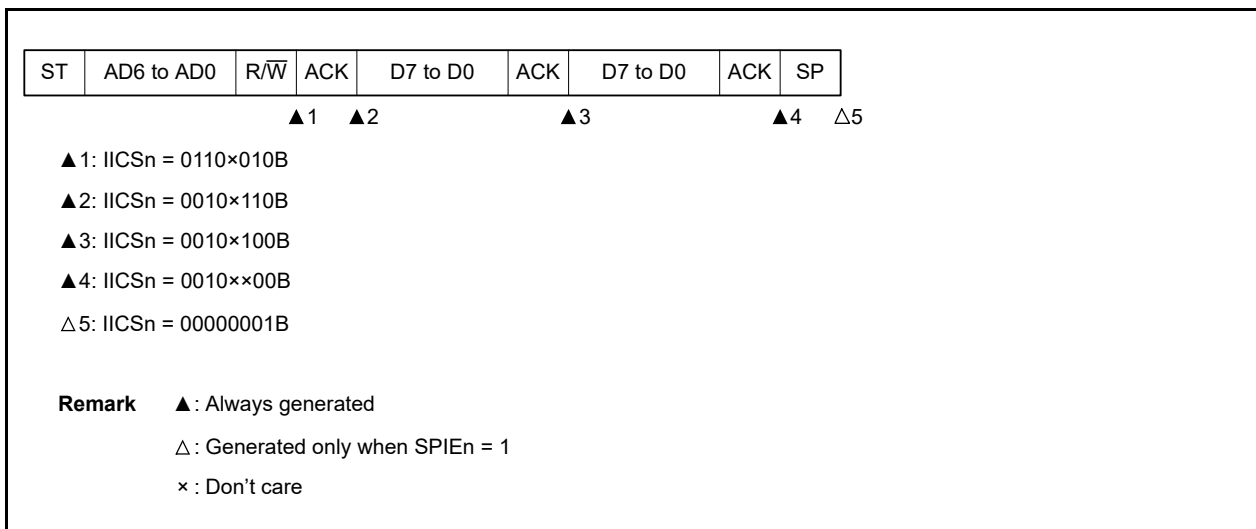 ST AD6 to AD0 R/W̅ ACK D7 to D0 ACK D7 to D0 ACK SP
▲1 ▲2 ▲3 ▲4 △5
▲1: IICSn = 0110×010B
▲2: IICSn = 0010×110B
▲3: IICSn = 0010×100B
▲4: IICSn = 0010××00B
△5: IICSn = 00000001B
Remark ▲: Always generated
△: Generated only when SPIEn = 1
×: Don't care